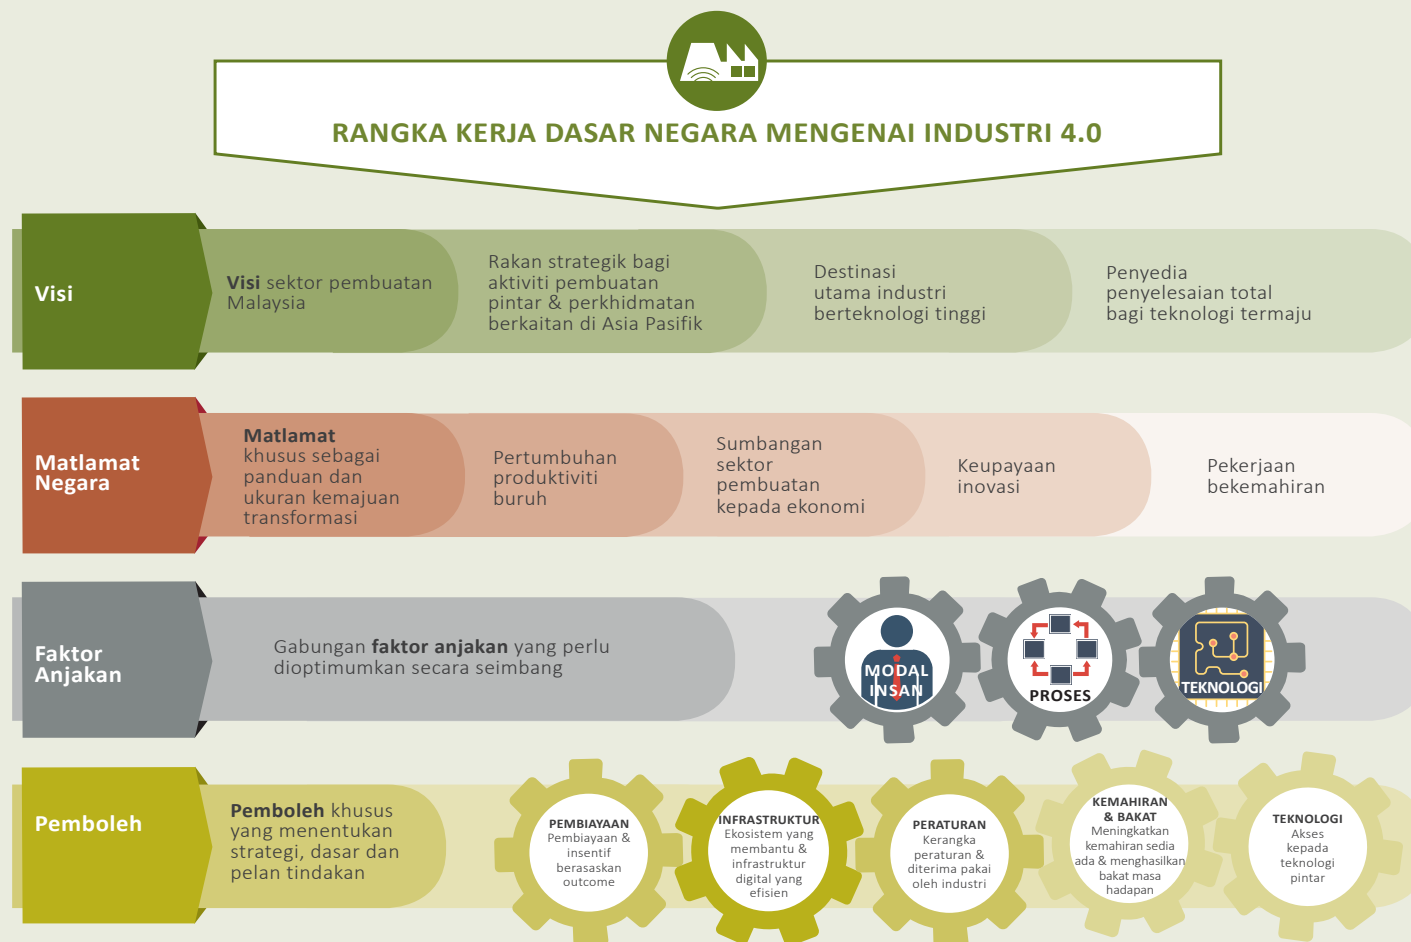 RANGKA KERJA DASAR NEGARA MENGENAI INDUSTRI 4.0
Visi
Visi sektor pembuatan
Malaysia
Rakan strategik bagi
aktiviti pembuatan
pintar & perkhidmatan
berkaitan di Asia Pasifik
Destinasi
utama industri
berteknologi tinggi
Penyedia
penyelesaian total
bagi teknologi termaju
Matlamat
Negara
Matlamat
khusus sebagai
panduan dan
ukuran kemajuan
transformasi
Pertumbuhan
produktiviti
buruh
Sumbangan
sektor
pembuatan
kepada ekonomi
Keupayaan
inovasi
Pekerjaan
bekemahiran
Faktor
Anjakan
Gabungan faktor anjakan yang perlu
dioptimumkan secara seimbang
MODAL
INSAN
PROSES
TEKNOLOGI
Pemboleh
Pemboleh khusus
yang menentukan
strategi, dasar dan
pelan tindakan
PEMBIAYAAN
Pembiayaan &
insentif
berasaskan
outcome
INFRASTRUKTUR
Ekosistem yang
membantu &
infrastruktur
digital yang
efisien
PERATURAN
Kerangka
peraturan &
diterima pakai
oleh industri
KEMAHIRAN
& BAKAT
Meningkatkan
kemahiran sedia
ada & menghasilkan
bakat masa
hadapan
TEKNOLOGI
Akses
kepada
teknologi
pintar